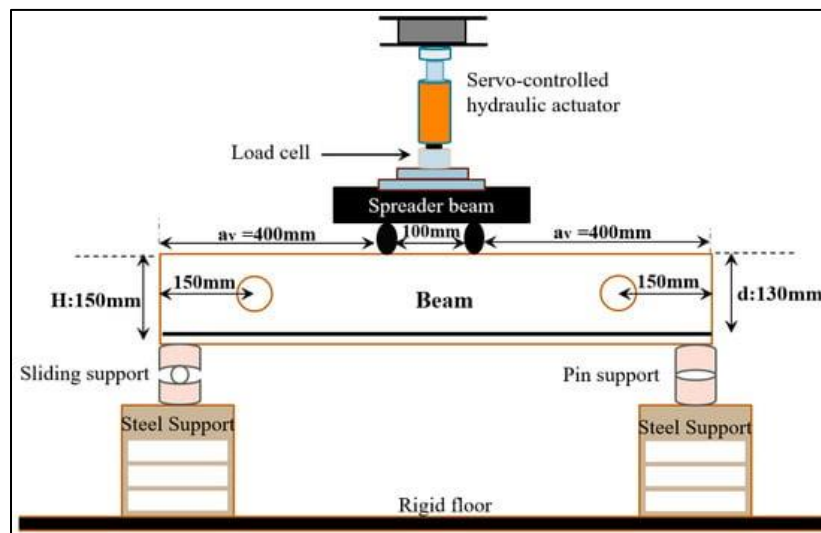 Servo-controlled
hydraulic actuator
Load cell
Spreader beam
av =400mm
100mm
av =400mm
H:150mm
150mm
Beam
150mm
d:130mm
Sliding support
Pin support
Steel Support
Steel Support
Rigid floor